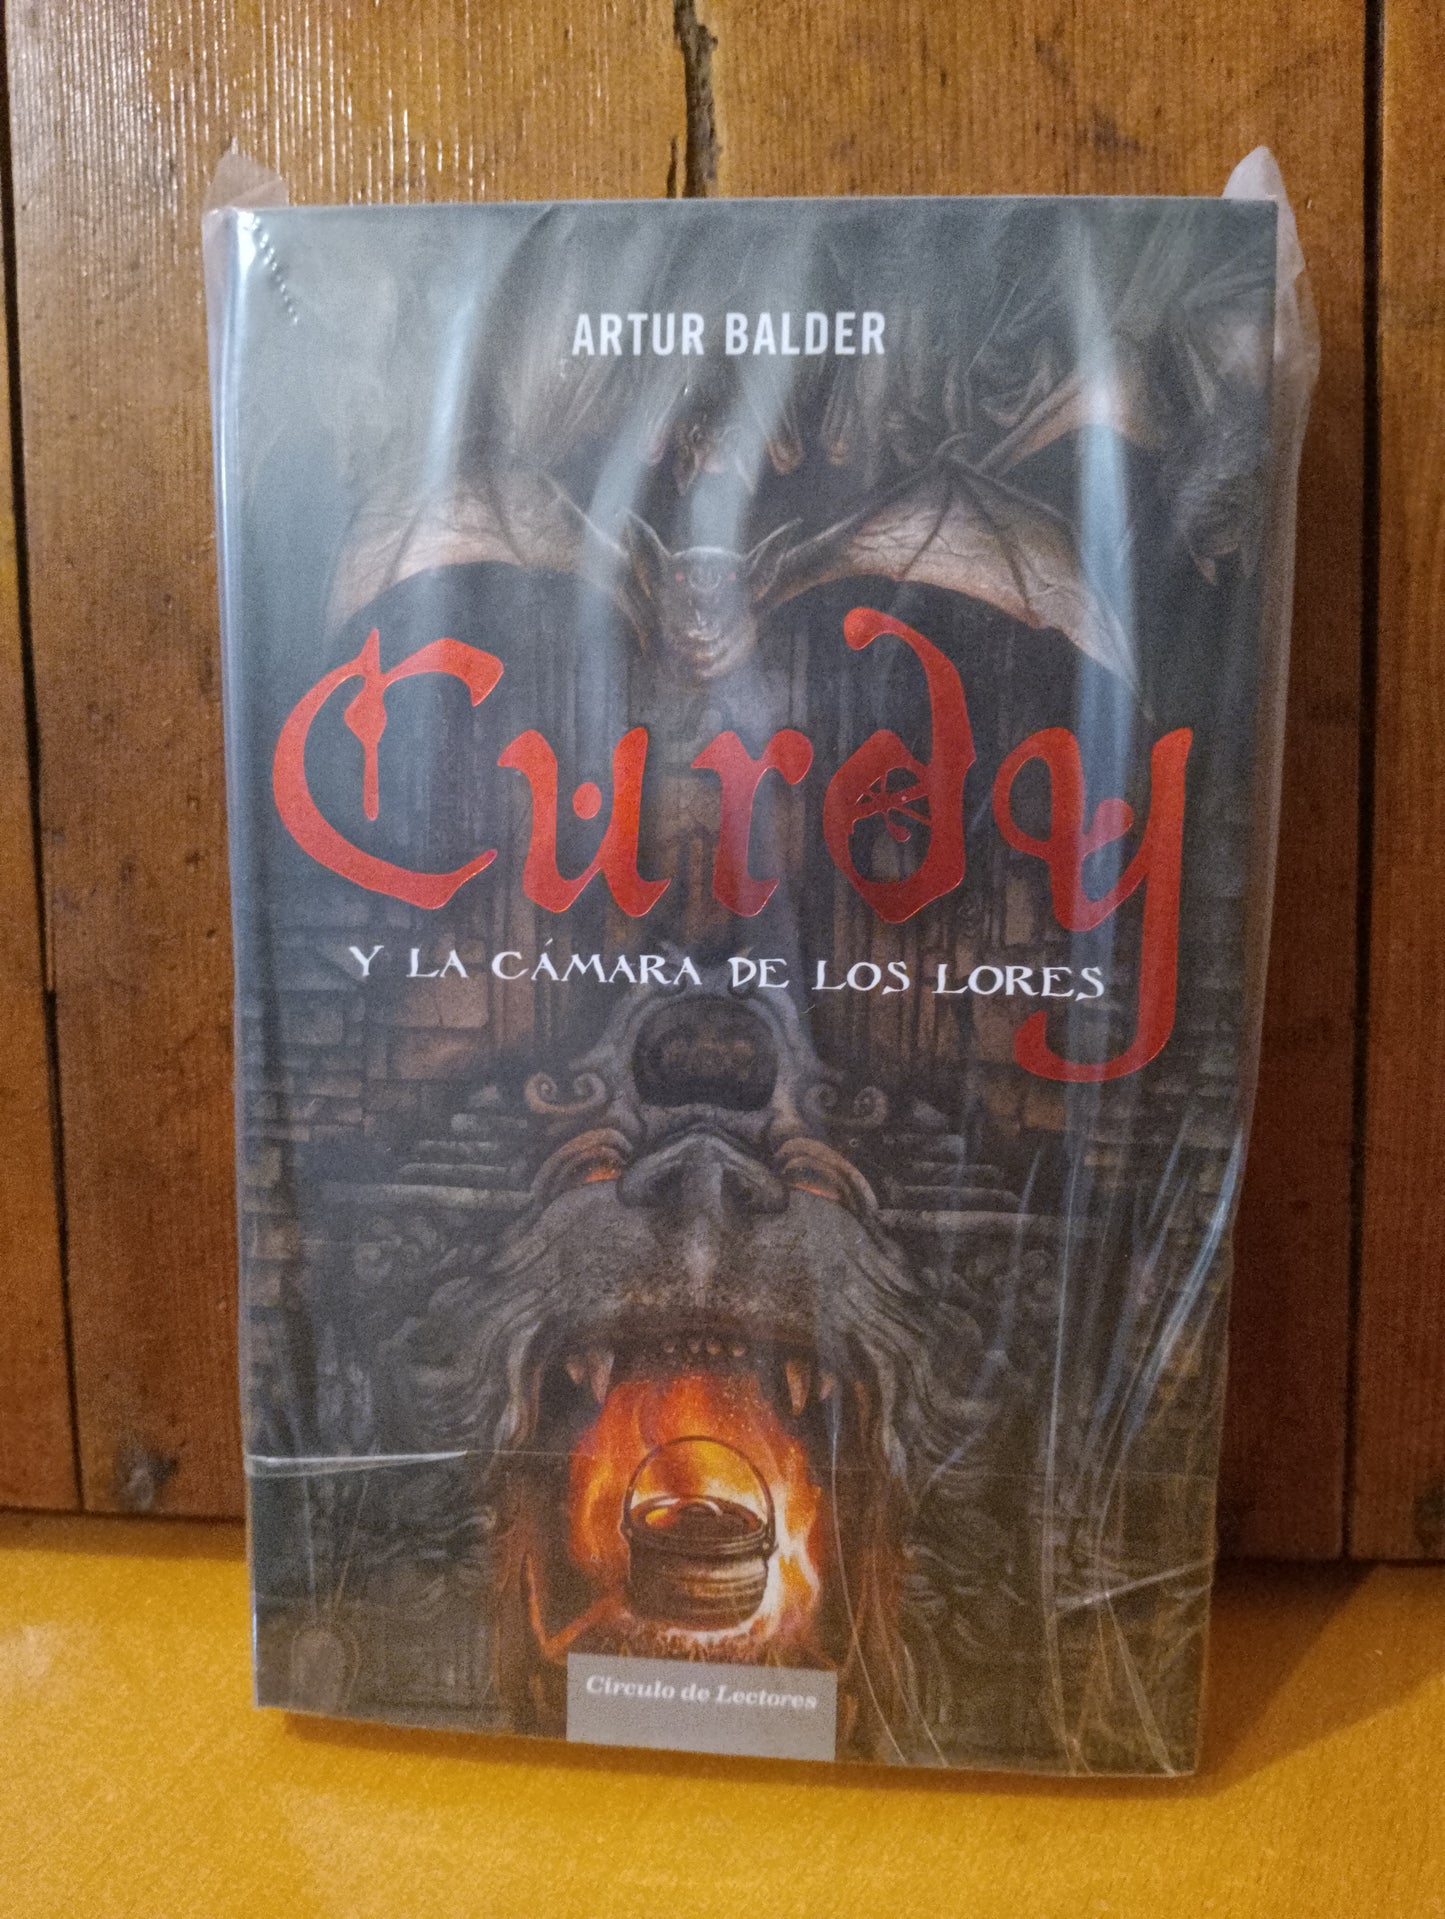 ARTUR BALDER
Curdy
Y LA CÁMARA DE LOS LORES
Círculo de Lectores